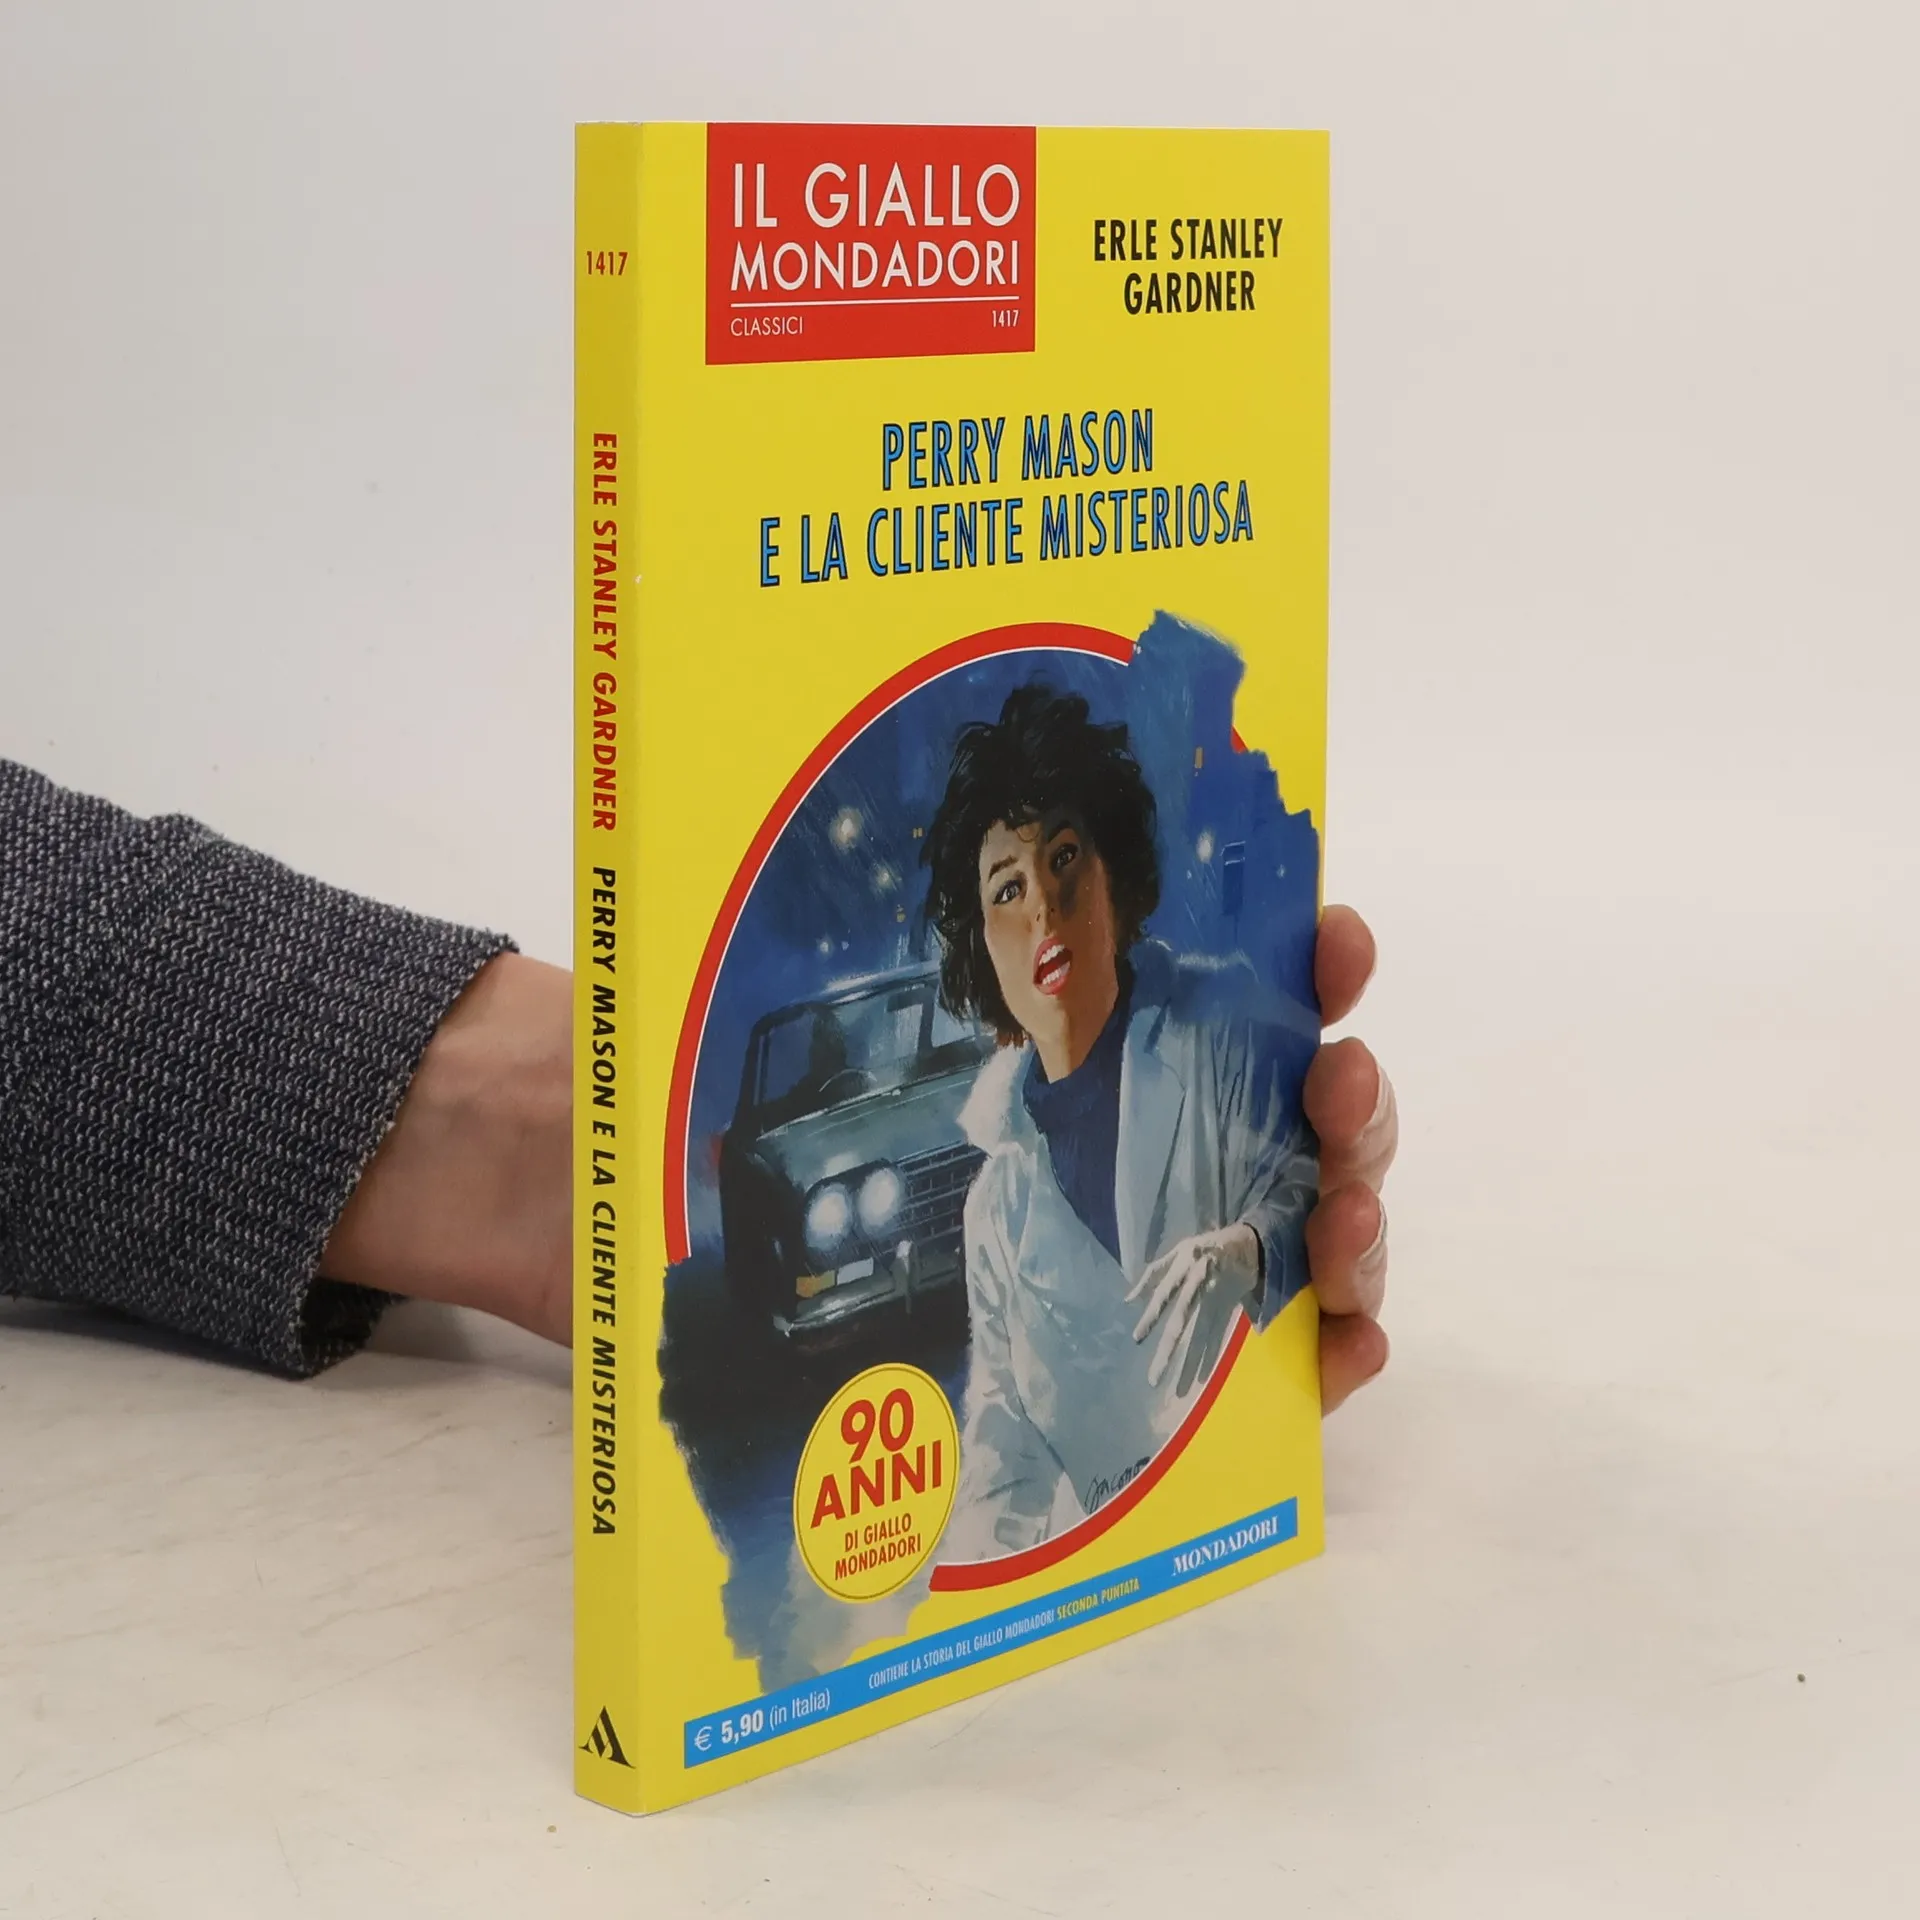 1417
ERLE STANLEY GARDNER PERRY MASON E LA CLIENTE MISTERIOSA
IL GIALLO
MONDADORI
CLASSICI 1417
ERLE STANLEY
GARDNER
PERRY MASON
E LA CLIENTE MISTERIOSA
Jacono
90
ANNI
DI GIALLO
MONDADORI
€ 5,90 (in Italia) CONTIENE LA STORIA DEL GIALLO MONDADORI SECONDA PUNTATA MONDADORI